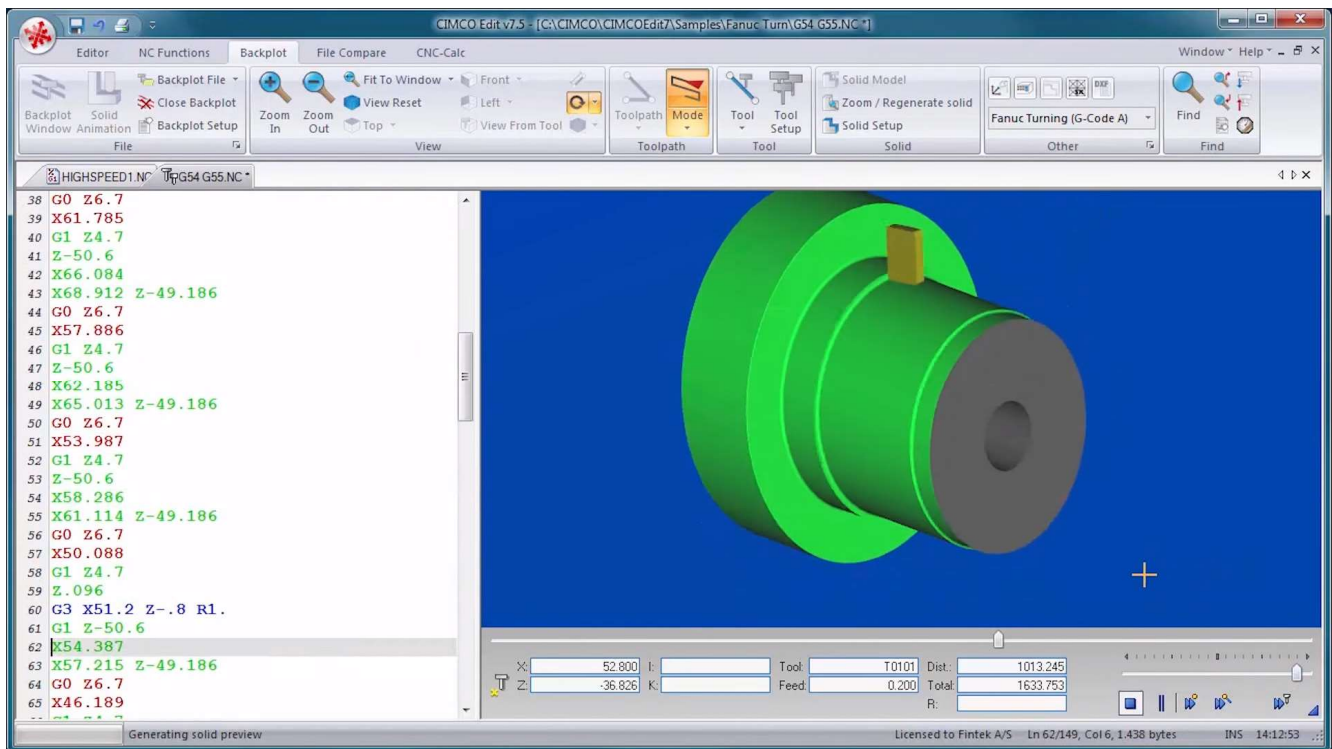 CIMCO Edit v7.5 - [C:\CIMCO\CIMCOEdit7\Samples\Fanuc Turn\G54 G55.NC *]
Editor NC Functions Backplot File Compare CNC-Calc Window Help
Backplot Window
Solid Animation
Backplot File
Close Backplot
Backplot Setup
File
Zoom In
Zoom Out
Fit To Window
View Reset
Top
Front
Left
View From Tool
View
Toolpath
Mode
Toolpath
Tool
Tool Setup
Tool
Solid Model
Zoom / Regenerate solid
Solid Setup
Solid
DXF
Fanuc Turning (G-Code A)
Other
Find
Find
HIGHSPEED1.NC G54 G55.NC *
38 G0 Z6.7
39 X61.785
40 G1 Z4.7
41 Z-50.6
42 X66.084
43 X68.912 Z-49.186
44 G0 Z6.7
45 X57.886
46 G1 Z4.7
47 Z-50.6
48 X62.185
49 X65.013 Z-49.186
50 G0 Z6.7
51 X53.987
52 G1 Z4.7
53 Z-50.6
54 X58.286
55 X61.114 Z-49.186
56 G0 Z6.7
57 X50.088
58 G1 Z4.7
59 Z.096
60 G3 X51.2 Z-.8 R1.
61 G1 Z-50.6
62 X54.387
63 X57.215 Z-49.186
64 G0 Z6.7
65 X46.189
X: 52.800 I: Tool: T0101 Dist.: 1013.245
Z: -36.826 K: Feed: 0.200 Total: 1633.753
R:
Generating solid preview Licensed to Fintek A/S Ln 62/149, Col 6, 1.438 bytes INS 14:12:53